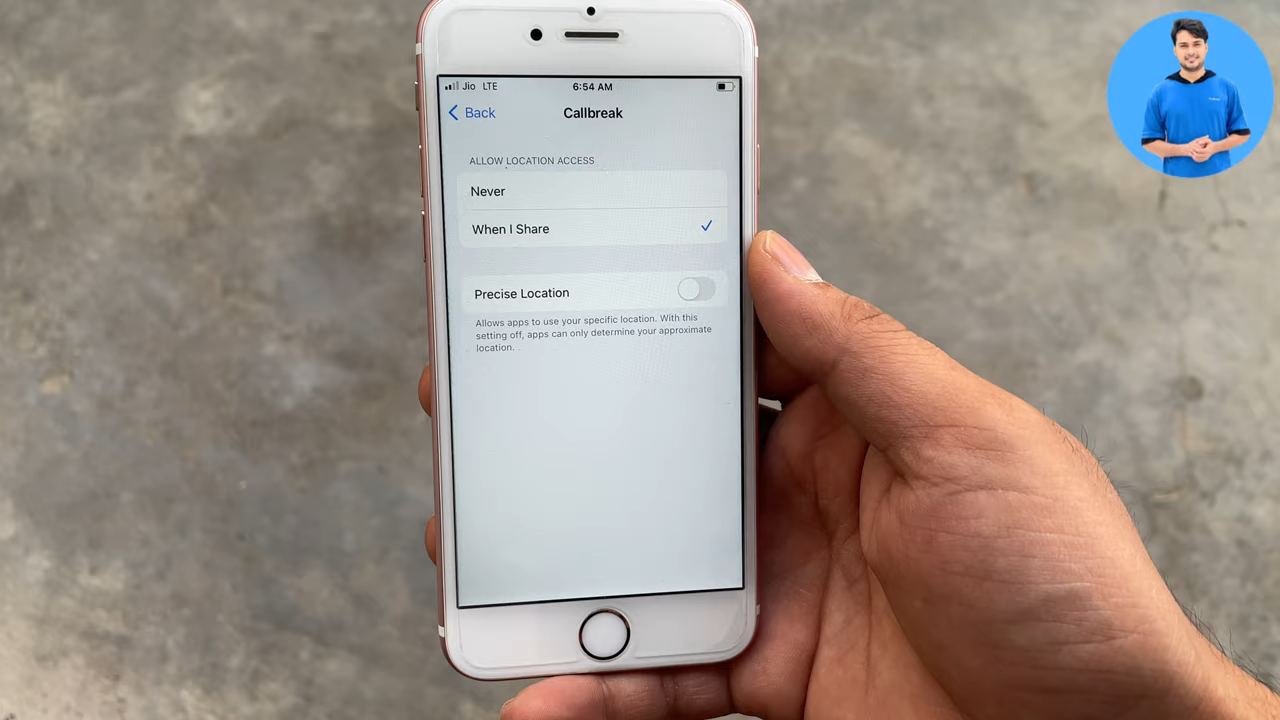 Jio LTE 6:54 AM
Back Callbreak
ALLOW LOCATION ACCESS
Never
When I Share
Precise Location
Allows apps to use your specific location. With this
setting off, apps can only determine your approximate
location.